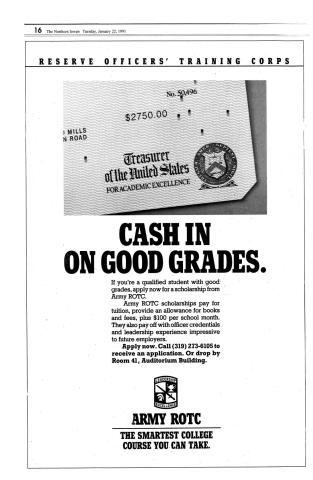 16 The Northern Iowan Tuesday, January 22, 1991
RESERVE OFFICERS' TRAINING CORPS
No. 50,496
$2750.00
MILLS
N ROAD
Treasurer
of the United States
FOR ACADEMIC EXCELLENCE
CASH IN
ON GOOD GRADES.
If you're a qualified student with good
grades, apply now for a scholarship from
Army ROTC.
Army ROTC scholarships pay for
tuition, provide an allowance for books
and fees, plus $100 per school month.
They also pay off with officer credentials
and leadership experience impressive
to future employers.
Apply now. Call (319) 273-6105 to
receive an application. Or drop by
Room 41, Auditorium Building.
LEADERSHIP
EXCELLENCE
ARMY ROTC
THE SMARTEST COLLEGE
COURSE YOU CAN TAKE.